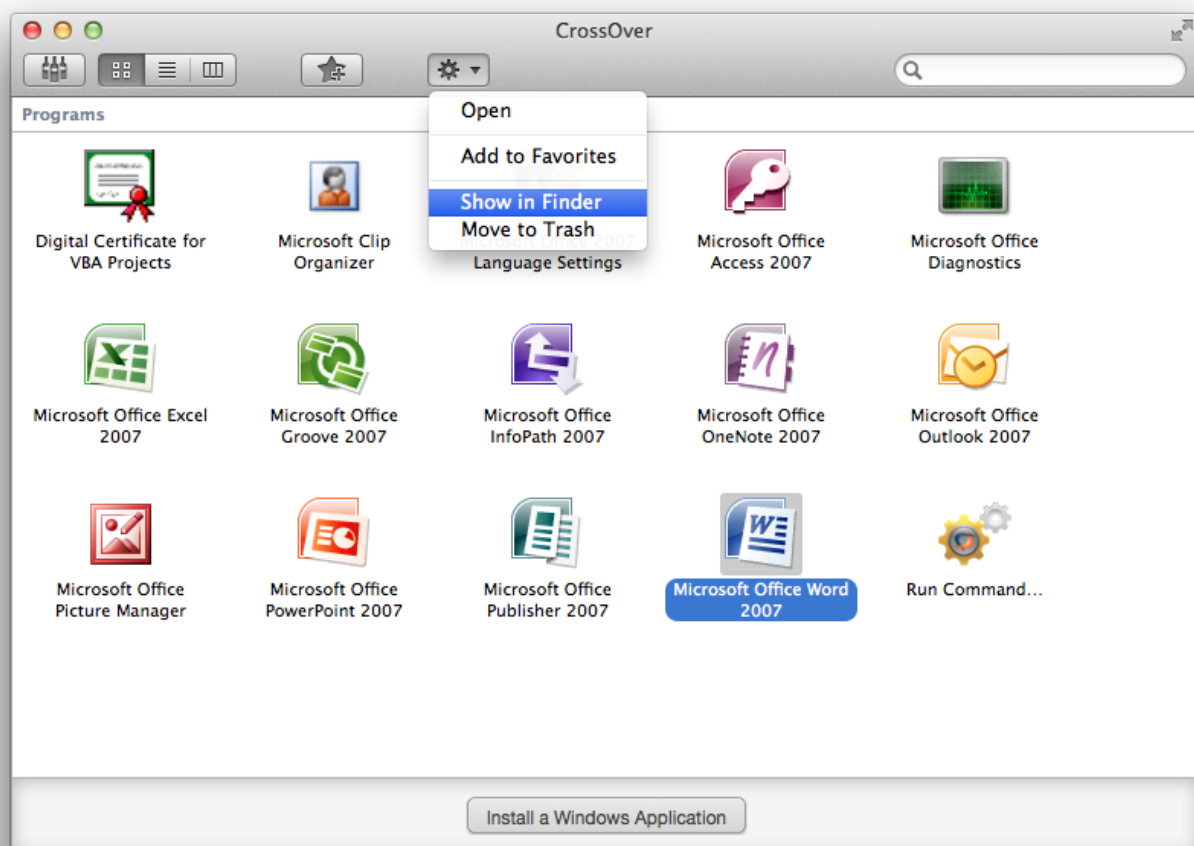 CrossOver
Programs
Open
Add to Favorites
Show in Finder
Move to Trash
Digital Certificate for
VBA Projects
Microsoft Clip
Organizer
Microsoft Office 2007
Language Settings
Microsoft Office
Access 2007
Microsoft Office
Diagnostics
Microsoft Office Excel
2007
Microsoft Office
Groove 2007
Microsoft Office
InfoPath 2007
Microsoft Office
OneNote 2007
Microsoft Office
Outlook 2007
Microsoft Office
Picture Manager
Microsoft Office
PowerPoint 2007
Microsoft Office
Publisher 2007
Microsoft Office Word
2007
Run Command...
Install a Windows Application